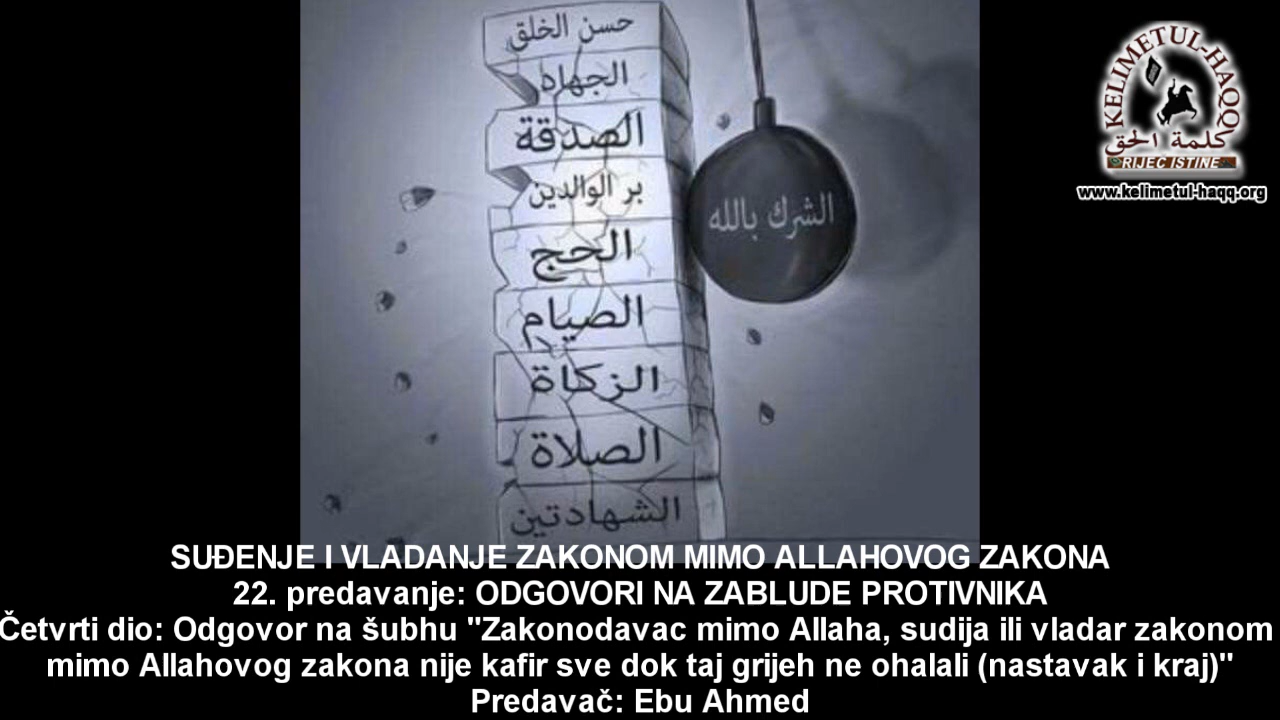 حسن الخلق
الجهاد
الصدقة
بر الوالدين
الحج
الصيام
الزكاة
الصلاة
الشهادتين
الشرك بالله
KELIMETUL-HAQQ
كلمة الحق
RIJEC ISTINE
www.kelimetul-haqq.org
SUĐENJE I VLADANJE ZAKONOM MIMO ALLAHOVOG ZAKONA
22. predavanje: ODGOVORI NA ZABLUDE PROTIVNIKA
Četvrti dio: Odgovor na šubhu "Zakonodavac mimo Allaha, sudija ili vladar zakonom
mimo Allahovog zakona nije kafir sve dok taj grijeh ne ohalali (nastavak i kraj)"
Predavač: Ebu Ahmed